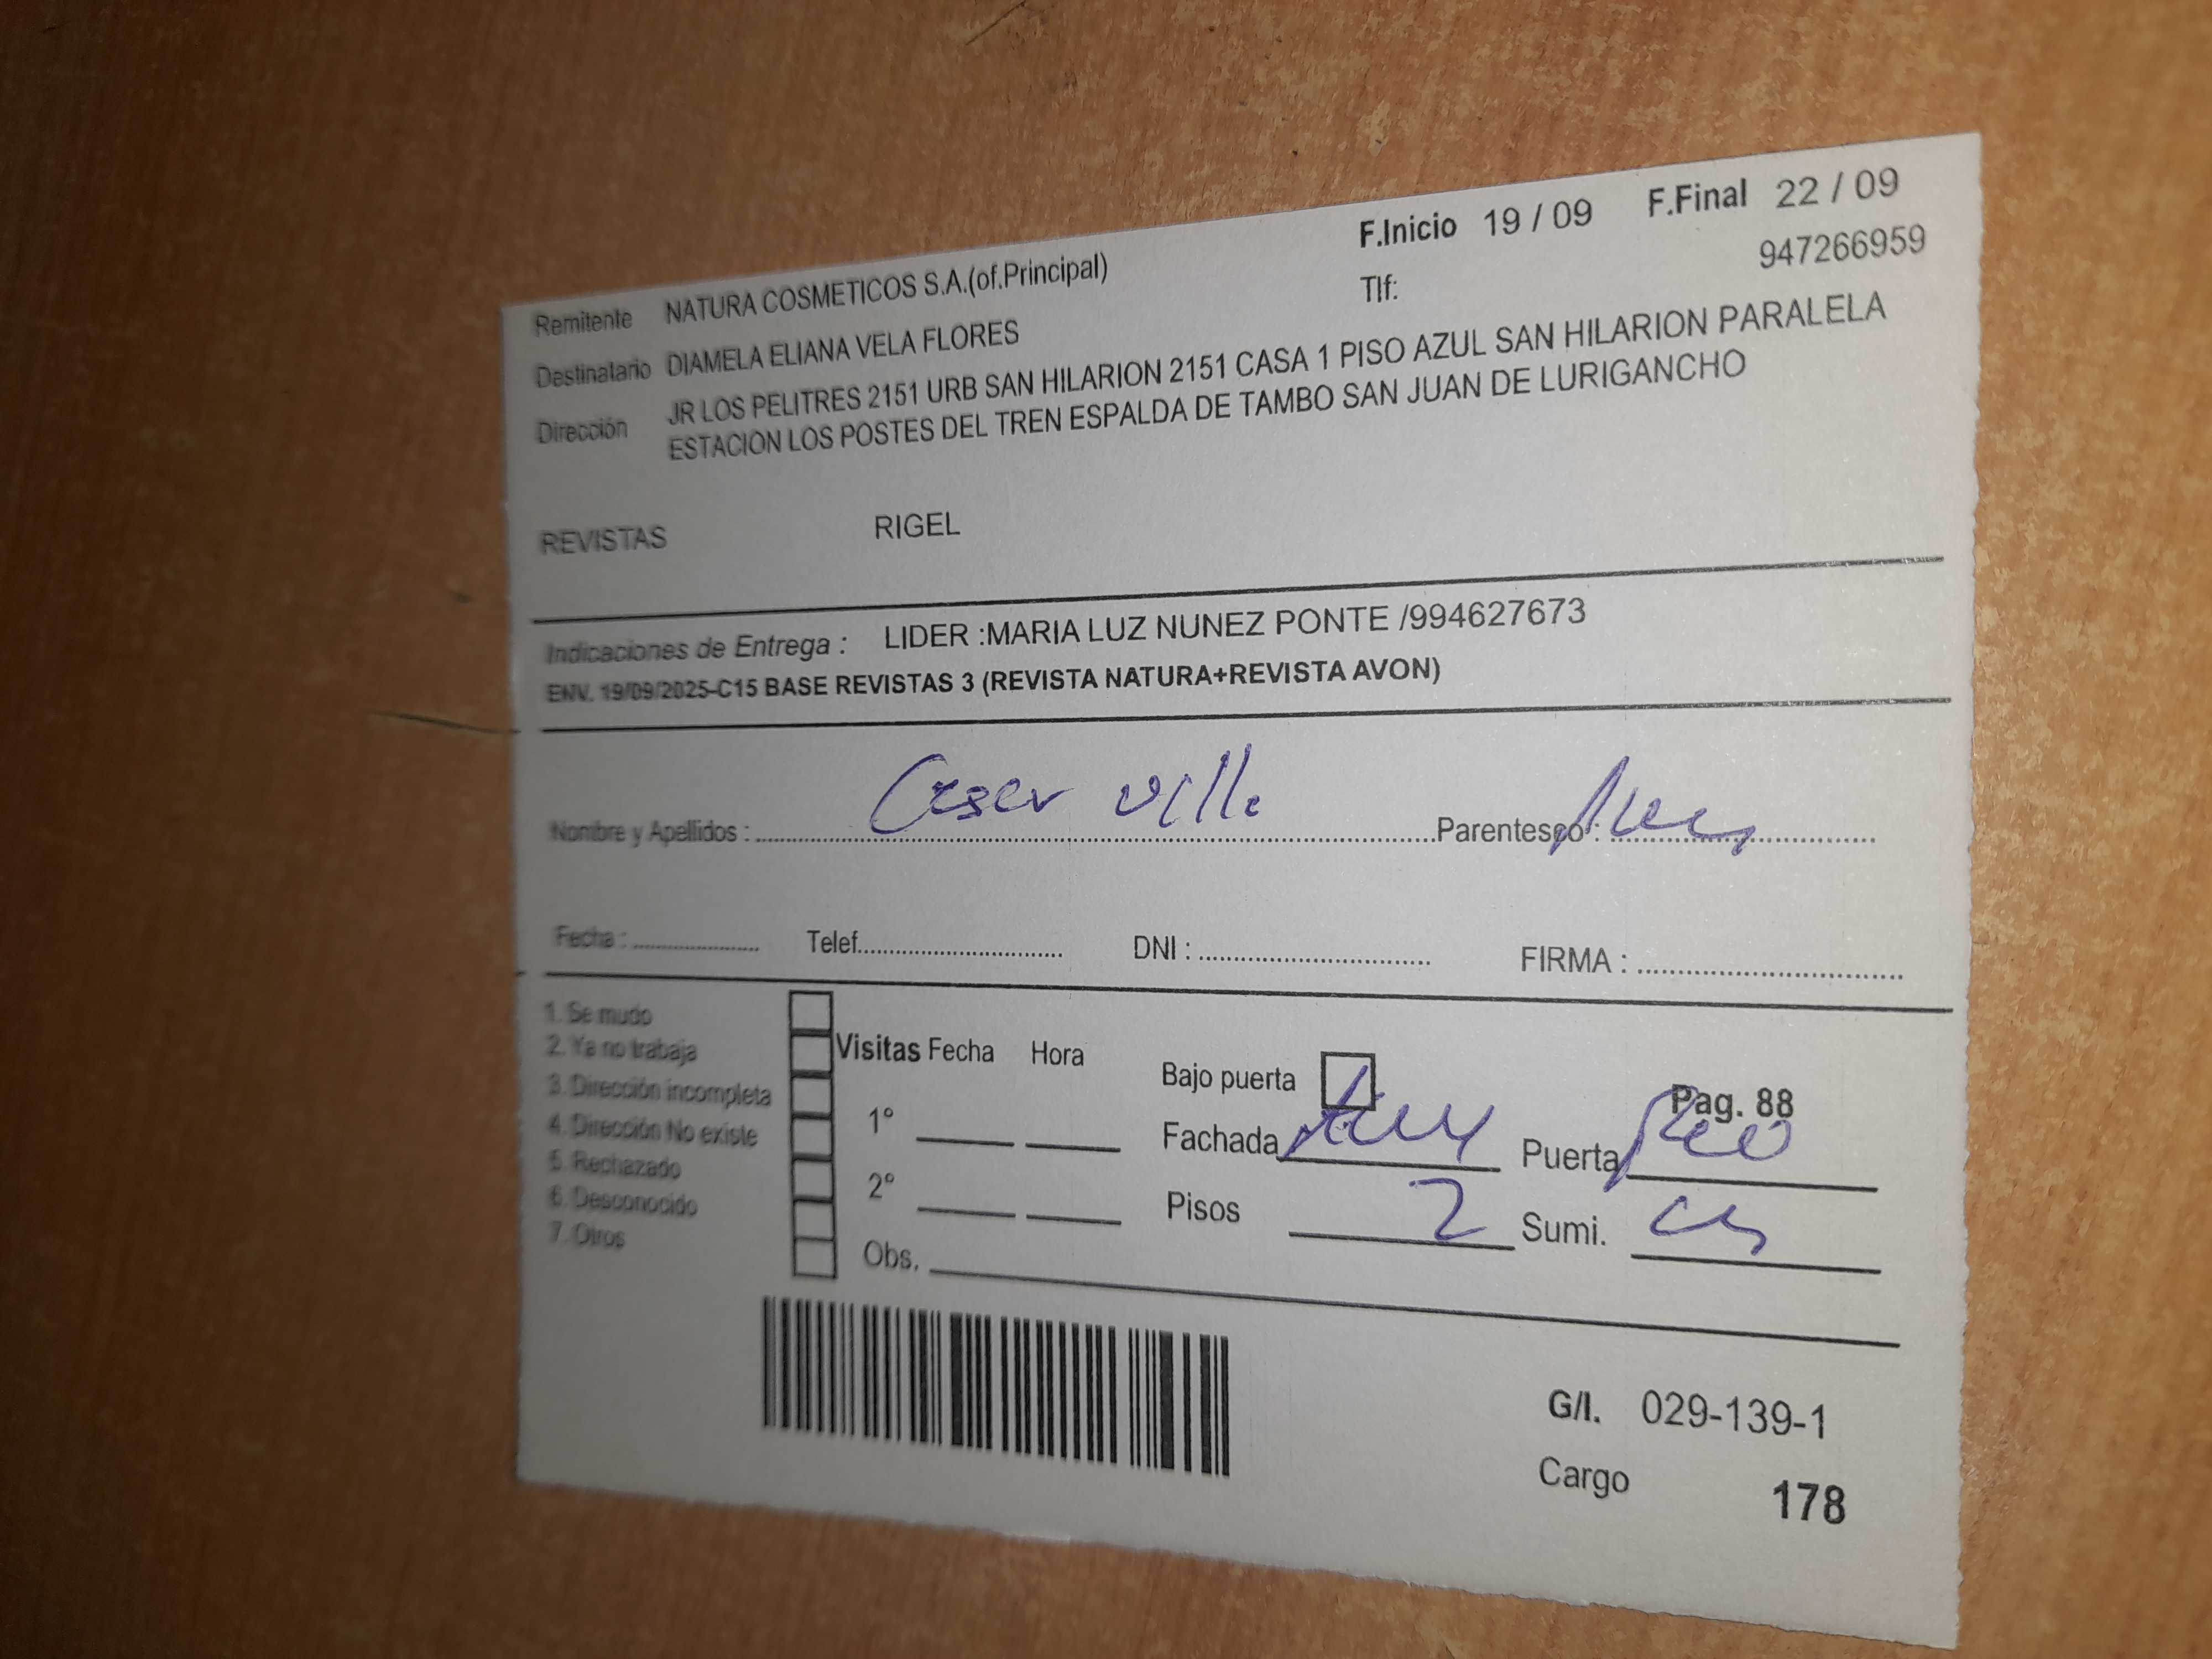 F.Inicio 19 / 09 F.Final 22 / 09
Remitente NATURA COSMETICOS S.A.(of.Principal) Tlf: 947266959
Destinatario DIAMELA ELIANA VELA FLORES
Dirección JR LOS PELITRES 2151 URB SAN HILARION 2151 CASA 1 PISO AZUL SAN HILARION PARALELA
ESTACION LOS POSTES DEL TREN ESPALDA DE TAMBO SAN JUAN DE LURIGANCHO
REVISTAS RIGEL
Indicaciones de Entrega : LIDER :MARIA LUZ NUNEZ PONTE /994627673
ENV. 19/09/2025-C15 BASE REVISTAS 3 (REVISTA NATURA+REVISTA AVON)
Nombre y Apellidos : Parentesco :
Fecha : Telef. DNI : FIRMA :
1. Se mudo
2. Ya no trabaja
3. Dirección incompleta
4. Dirección No existe
5. Rechazado
6. Desconocido
7. Otros
Visitas Fecha Hora
1°
2°
Obs.
Bajo puerta Pag. 88
Fachada Puerta
Pisos 2 Sumi.
G/I. 029-139-1
Cargo 178